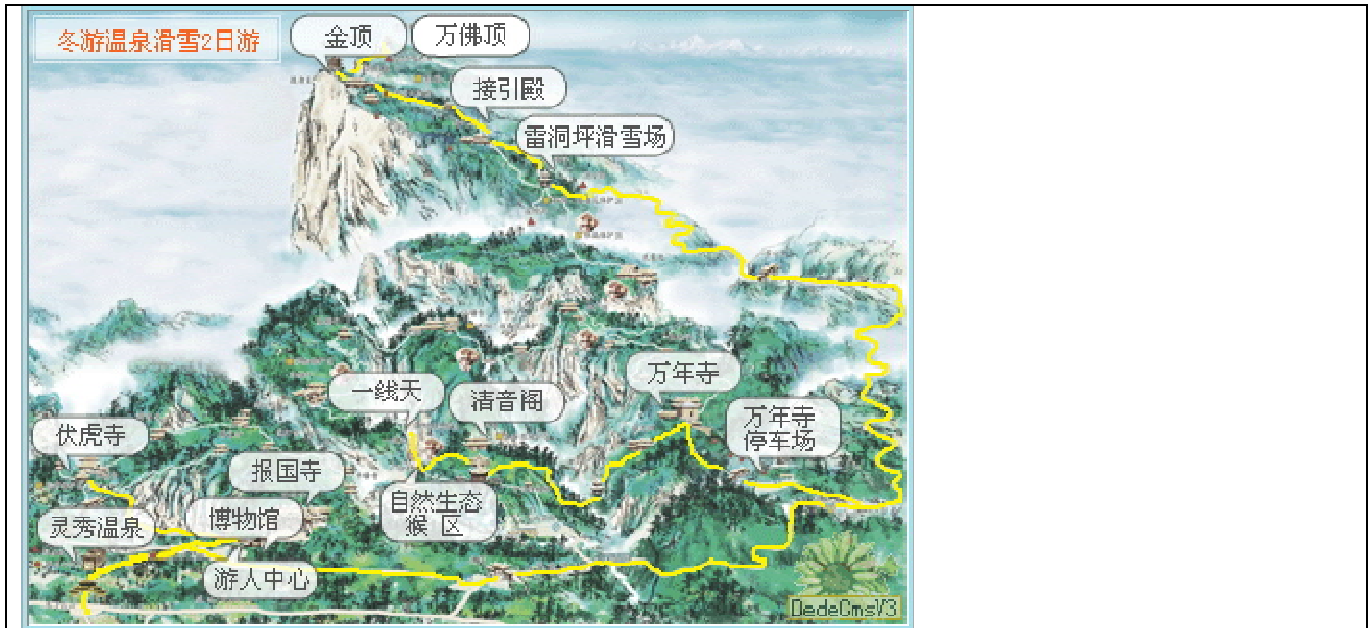 冬游温泉滑雪2日游
金顶
万佛顶
接引殿
雷洞坪滑雪场
万年寺
一线天
清音阁
万年寺
停车场
伏虎寺
报国寺
自然生态
猴 区
博物馆
灵秀温泉
游人中心
DedeCmsV3